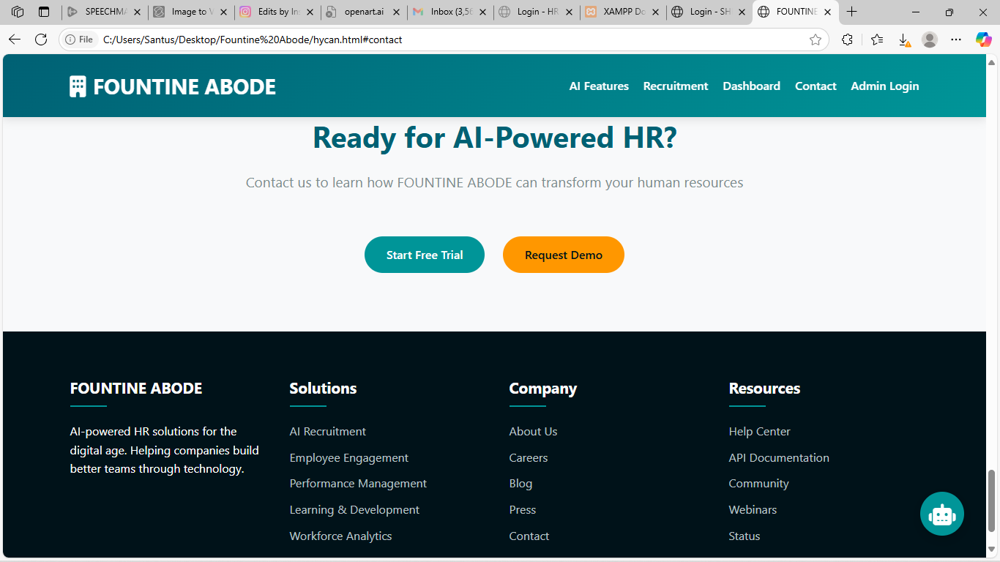 SPEECHMA
Image to V
Edits by Ins
openart.ai
Inbox (3,56
Login - HR
XAMPP Do
Login - SH
FOUNTINE
File
C:/Users/Santus/Desktop/Fountine%20Abode/hycan.html#contact
FOUNTINE ABODE
AI Features
Recruitment
Dashboard
Contact
Admin Login
Ready for AI-Powered HR?
Contact us to learn how FOUNTINE ABODE can transform your human resources
Start Free Trial
Request Demo
FOUNTINE ABODE
AI-powered HR solutions for the
digital age. Helping companies build
better teams through technology.
Solutions
AI Recruitment
Employee Engagement
Performance Management
Learning & Development
Workforce Analytics
Company
About Us
Careers
Blog
Press
Contact
Resources
Help Center
API Documentation
Community
Webinars
Status